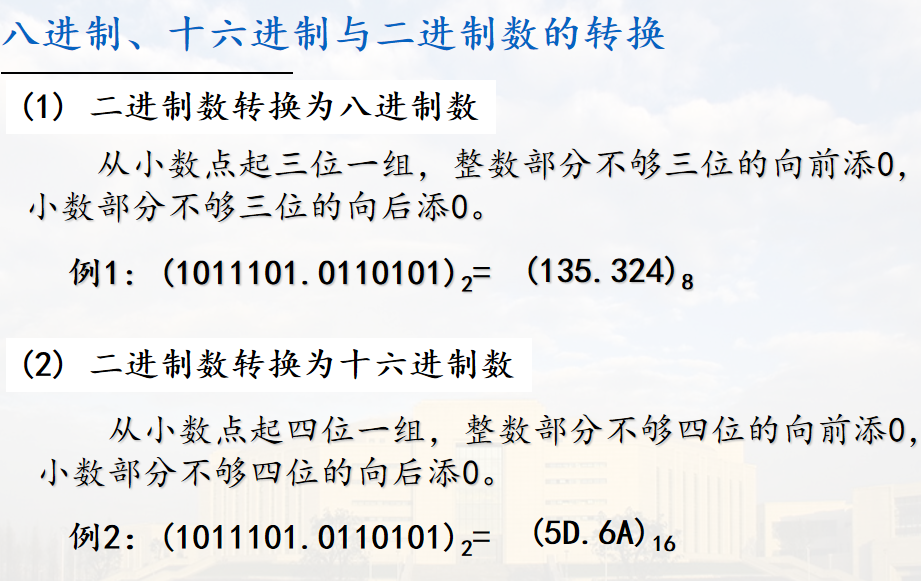 八进制、十六进制与二进制数的转换
(1) 二进制数转换为八进制数
从小数点起三位一组，整数部分不够三位的向前添0，
小数部分不够三位的向后添0。
例1：(1011101.0110101)₂= (135.324)₈
(2) 二进制数转换为十六进制数
从小数点起四位一组，整数部分不够四位的向前添0，
小数部分不够四位的向后添0。
例2：(1011101.0110101)₂= (5D.6A)₁₆